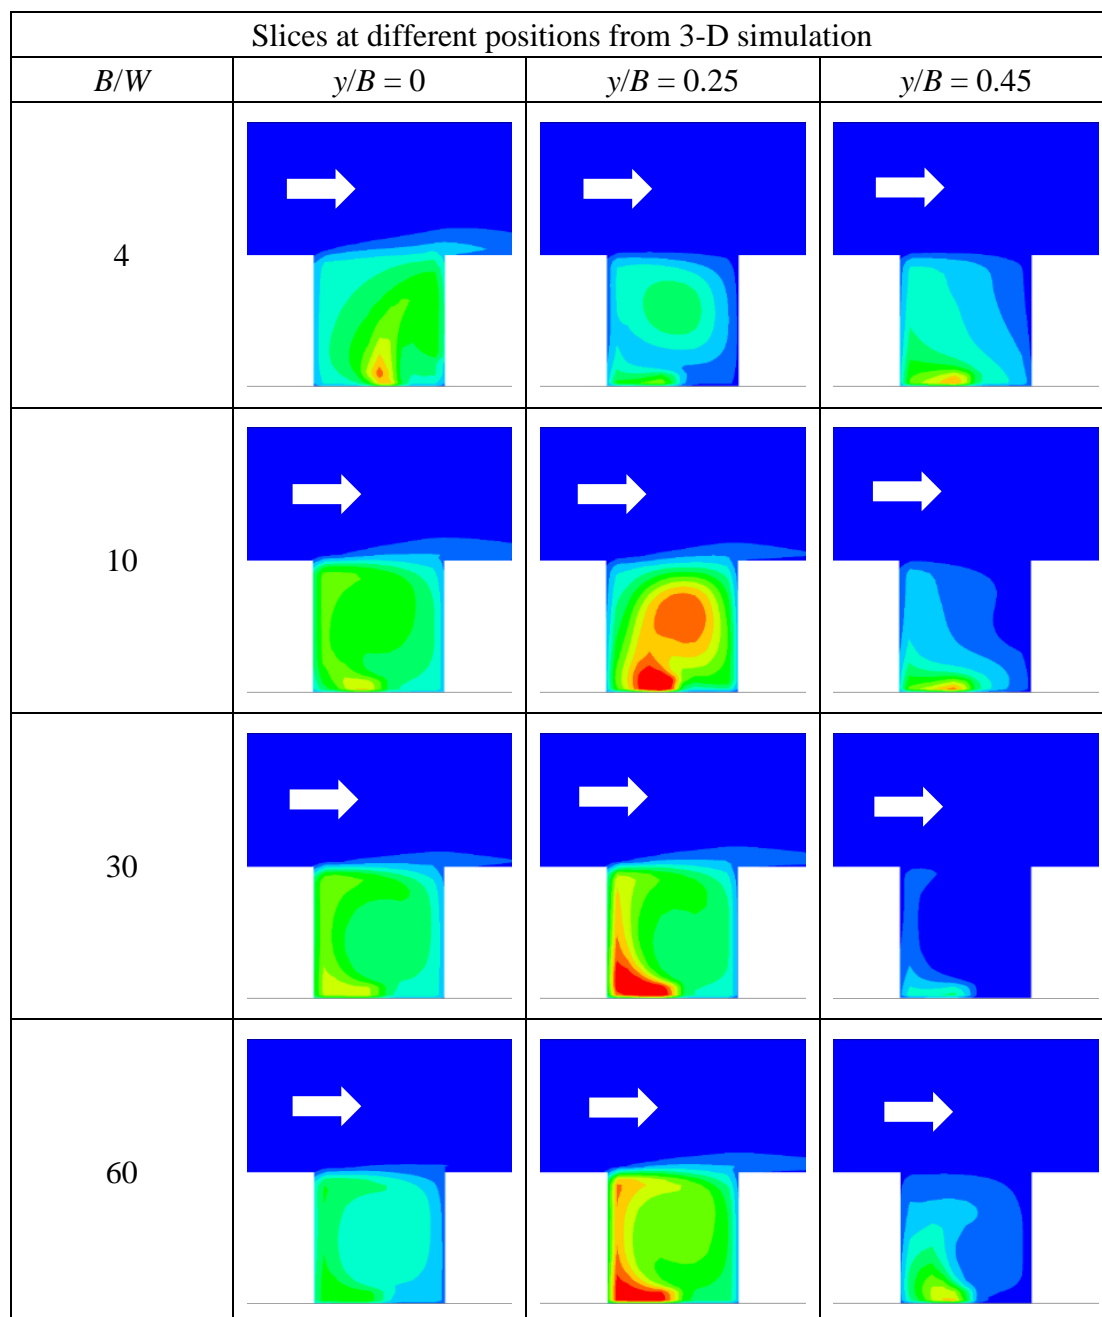 Slices at different positions from 3-D simulation
B/W y/B = 0 y/B = 0.25 y/B = 0.45
4
10
30
60